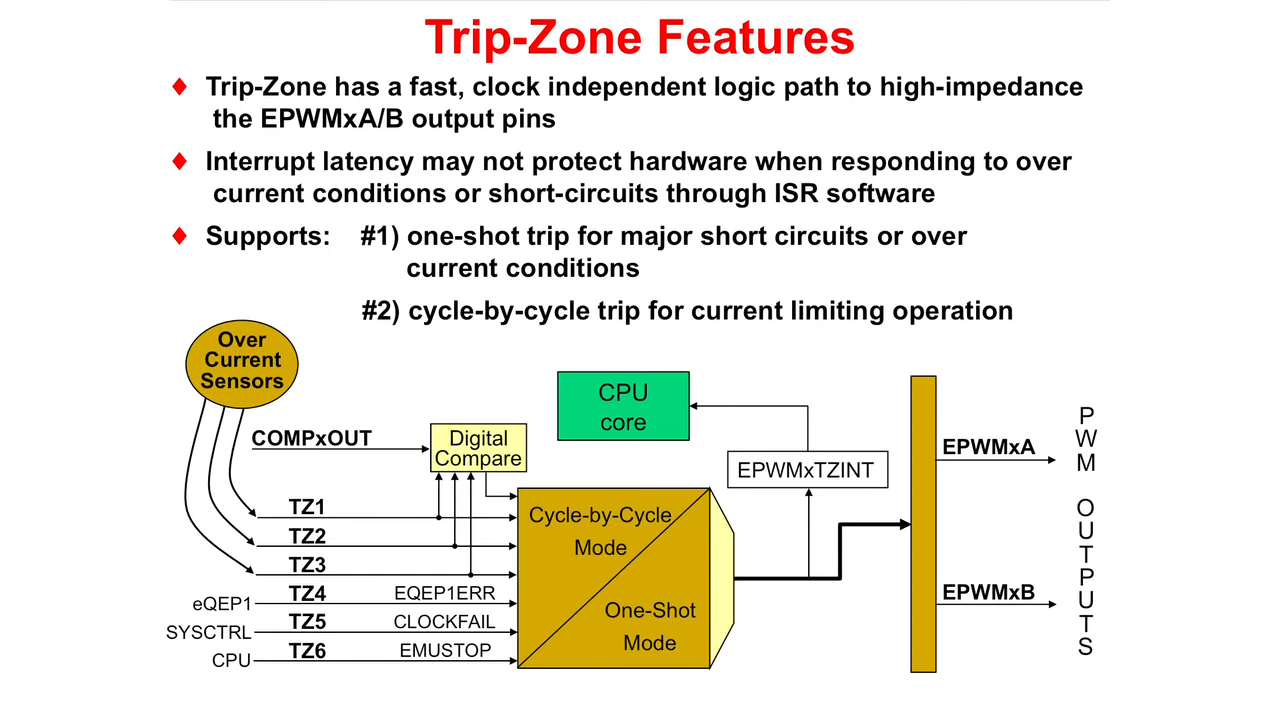 Trip-Zone Features
♦ Trip-Zone has a fast, clock independent logic path to high-impedance
the EPWMxA/B output pins
♦ Interrupt latency may not protect hardware when responding to over
current conditions or short-circuits through ISR software
♦ Supports: #1) one-shot trip for major short circuits or over
current conditions
#2) cycle-by-cycle trip for current limiting operation
Over
Current
Sensors
COMPxOUT
Digital
Compare
CPU
core
EPWMxTZINT
TZ1
TZ2
TZ3
eQEP1 TZ4 EQEP1ERR
SYSCTRL TZ5 CLOCKFAIL
CPU TZ6 EMUSTOP
Cycle-by-Cycle
Mode
One-Shot
Mode
EPWMxA
EPWMxB
PWM OUTPUTS